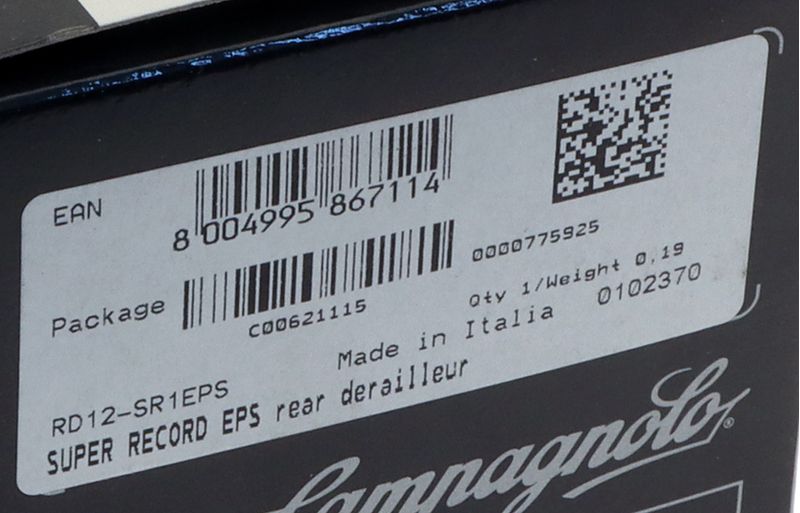 EAN
8 004995 867114
Package
C00621115
0000775925
Qty 1/Weight 0,19
Made in Italia 0102370
RD12-SR1EPS
SUPER RECORD EPS rear derailleur
Campagnolo®